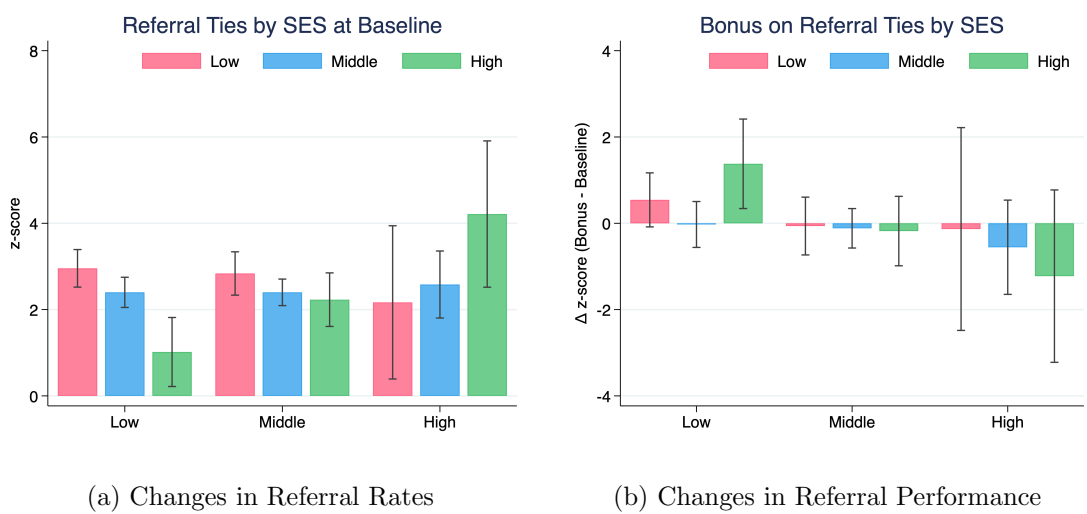 Referral Ties by SES at Baseline
Low Middle High
8
6
4
2
0
z-score
Low Middle High
(a) Changes in Referral Rates
Bonus on Referral Ties by SES
Low Middle High
4
2
0
-2
-4
Δ z-score (Bonus - Baseline)
Low Middle High
(b) Changes in Referral Performance